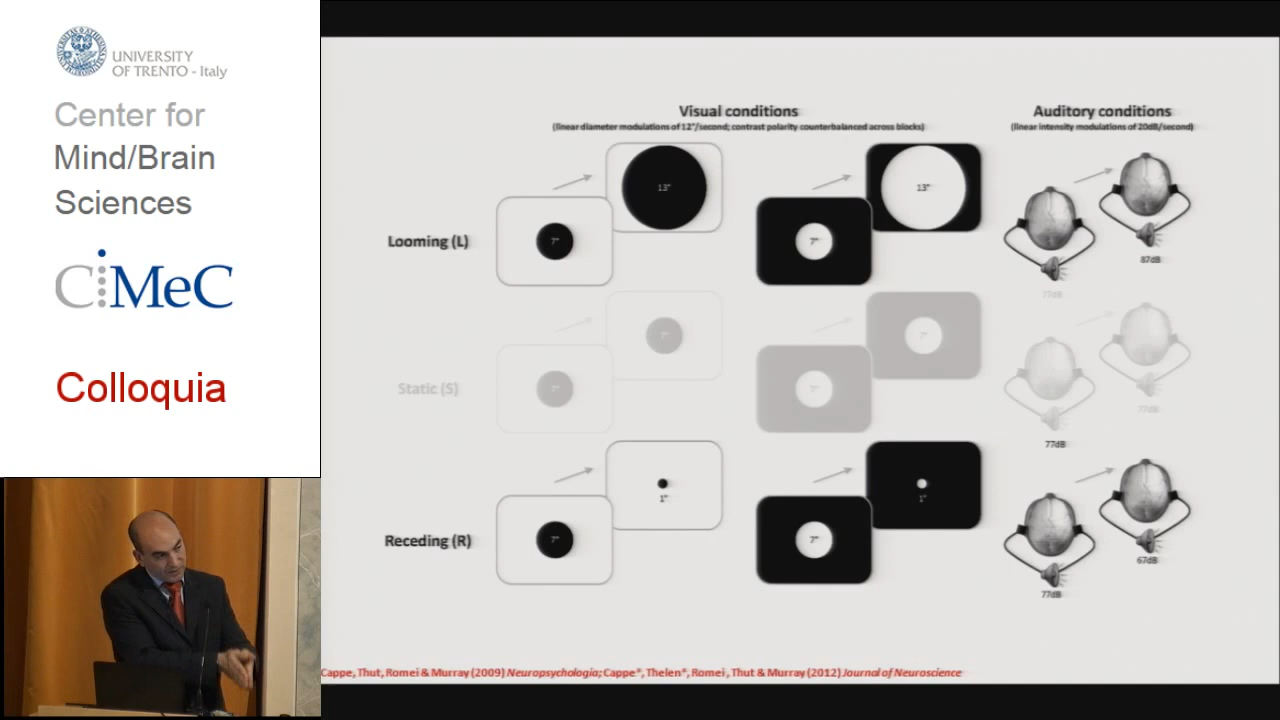 UNIVERSITY
OF TRENTO - Italy
Center for
Mind/Brain
Sciences
CiMeC
Colloquia
Visual conditions
(linear diameter modulations of 12°/second; contrast polarity counterbalanced across blocks)
Auditory conditions
(linear intensity modulations of 20dB/second)
Looming (L)
7°
13°
7°
13°
77dB
87dB
Static (S)
7°
7°
7°
7°
77dB
77dB
Receding (R)
7°
1°
7°
1°
77dB
67dB
Cappe, Thut, Romei & Murray (2009) Neuropsychologia; Cappe*, Thelen*, Romei, Thut & Murray (2012) Journal of Neuroscience